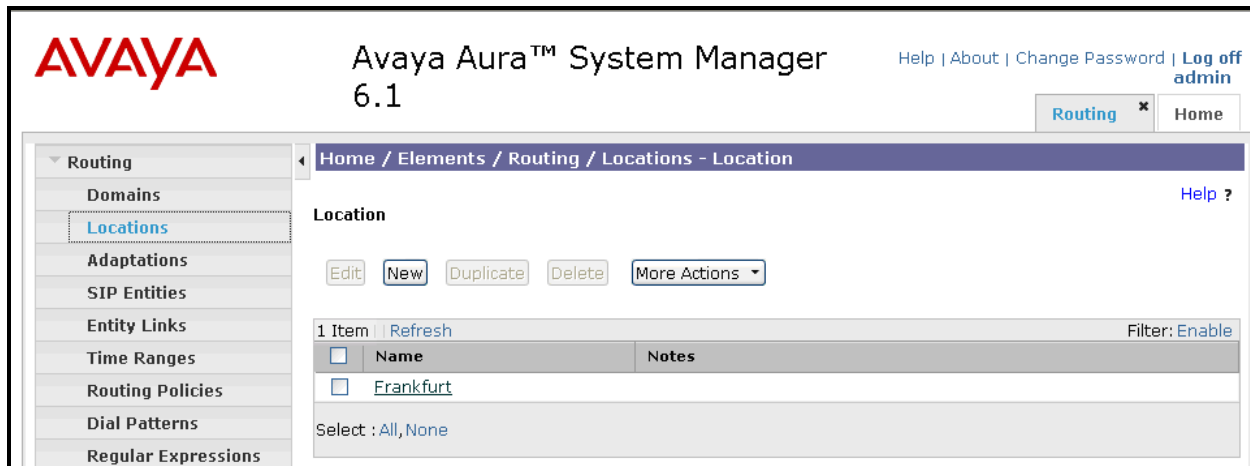 AVAYA
Avaya Aura™ System Manager
6.1
Help | About | Change Password | Log off
admin
Routing
Home
Routing
Domains
Locations
Adaptations
SIP Entities
Entity Links
Time Ranges
Routing Policies
Dial Patterns
Regular Expressions
Home / Elements / Routing / Locations - Location
Help ?
Location
Edit New Duplicate Delete More Actions
1 Item | Refresh Filter: Enable
Name Notes
Frankfurt
Select : All, None